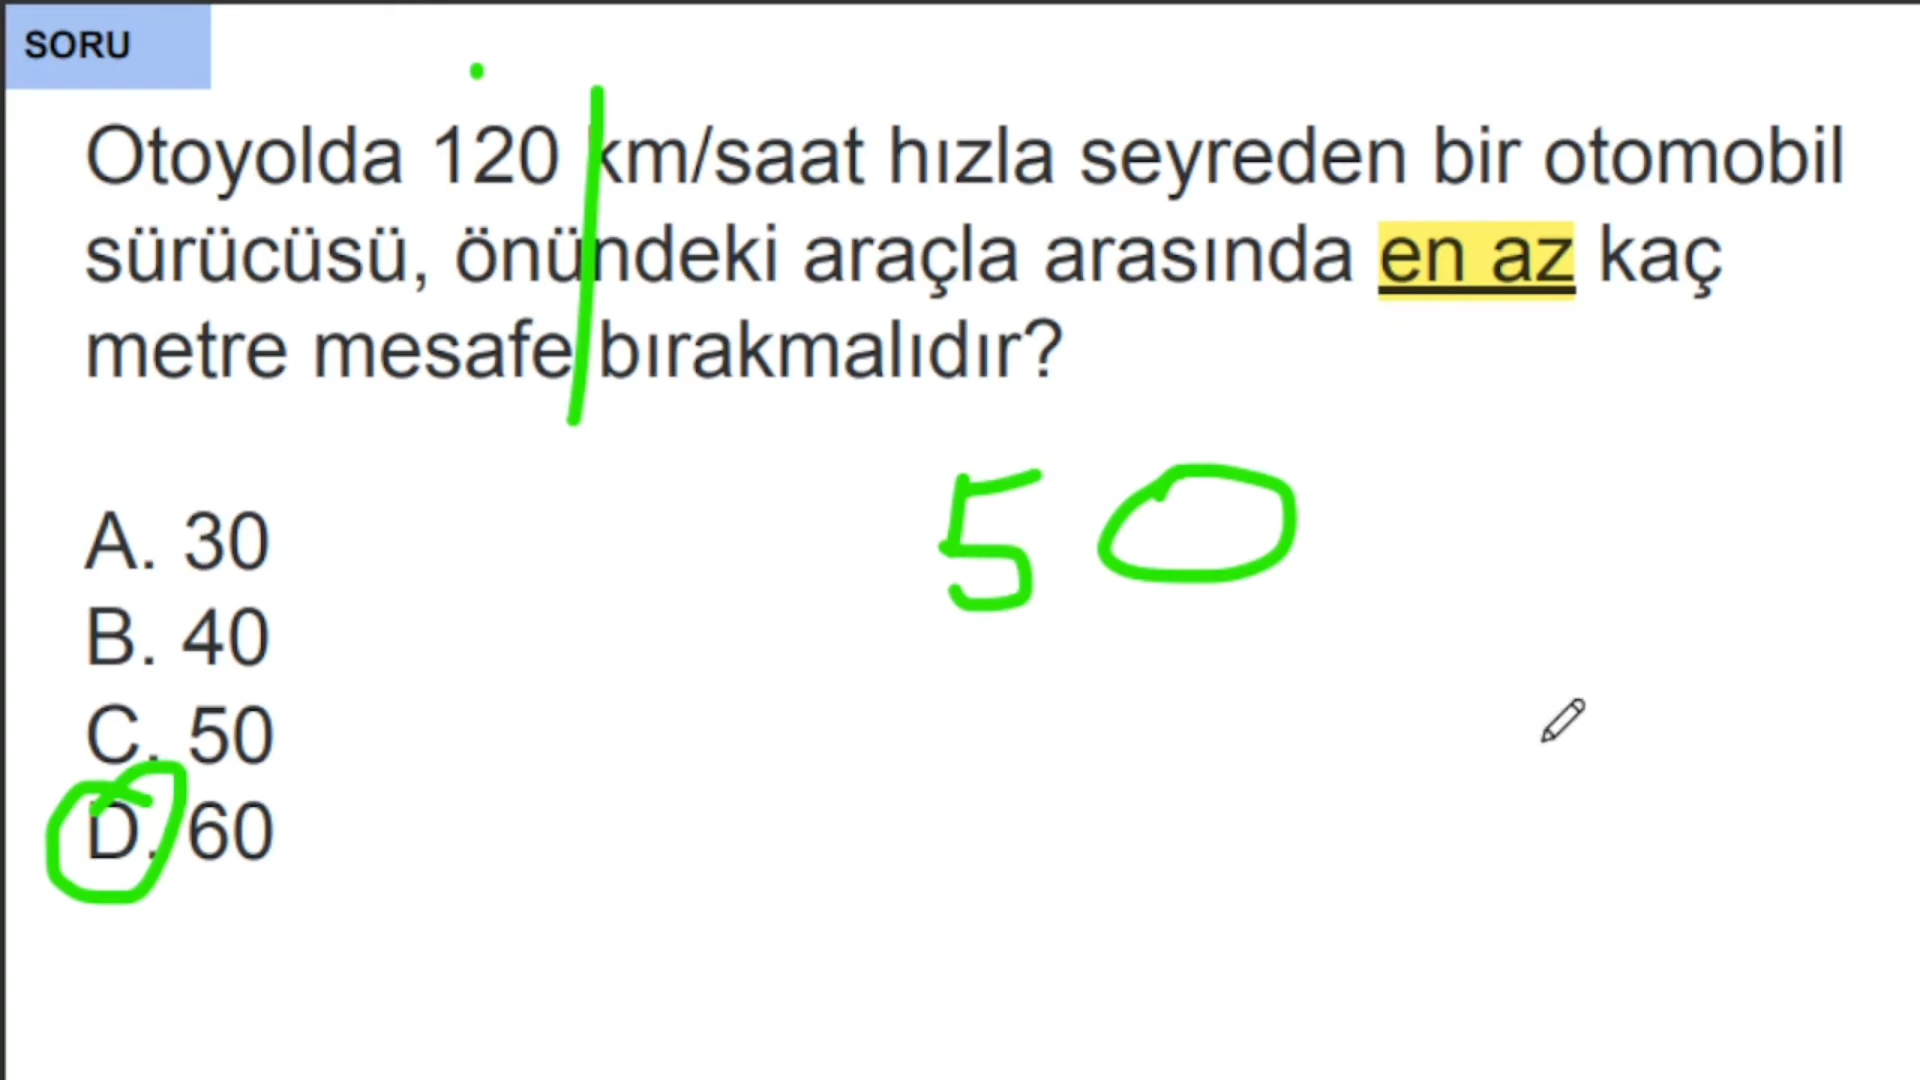 SORU
Otoyolda 120 km/saat hızla seyreden bir otomobil
sürücüsü, önündeki araçla arasında en az kaç
metre mesafe bırakmalıdır?
50
A. 30
B. 40
C. 50
D. 60